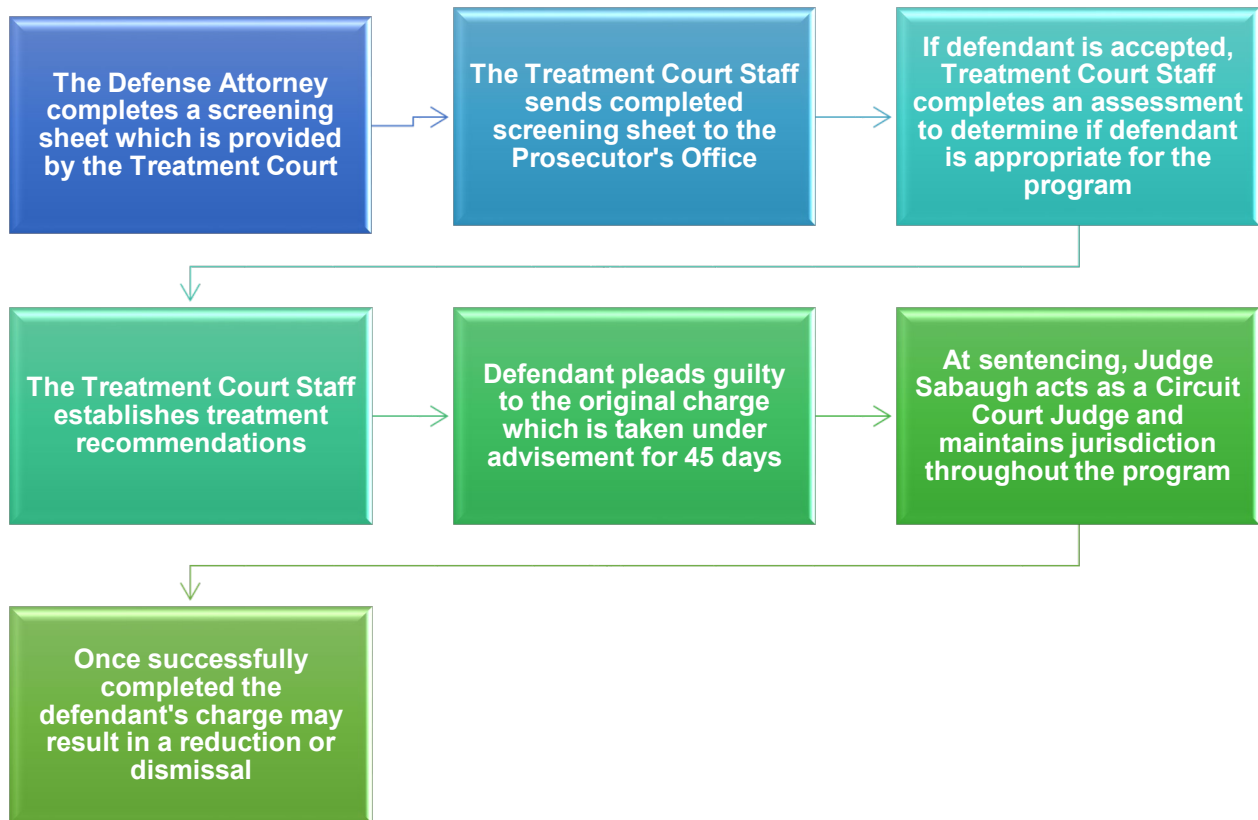 The Defense Attorney
completes a screening
sheet which is provided
by the Treatment Court
The Treatment Court Staff
sends completed
screening sheet to the
Prosecutor's Office
If defendant is accepted,
Treatment Court Staff
completes an assessment
to determine if defendant
is appropriate for the
program
The Treatment Court Staff
establishes treatment
recommendations
Defendant pleads guilty
to the original charge
which is taken under
advisement for 45 days
At sentencing, Judge
Sabaugh acts as a Circuit
Court Judge and
maintains jurisdiction
throughout the program
Once successfully
completed the
defendant's charge may
result in a reduction or
dismissal